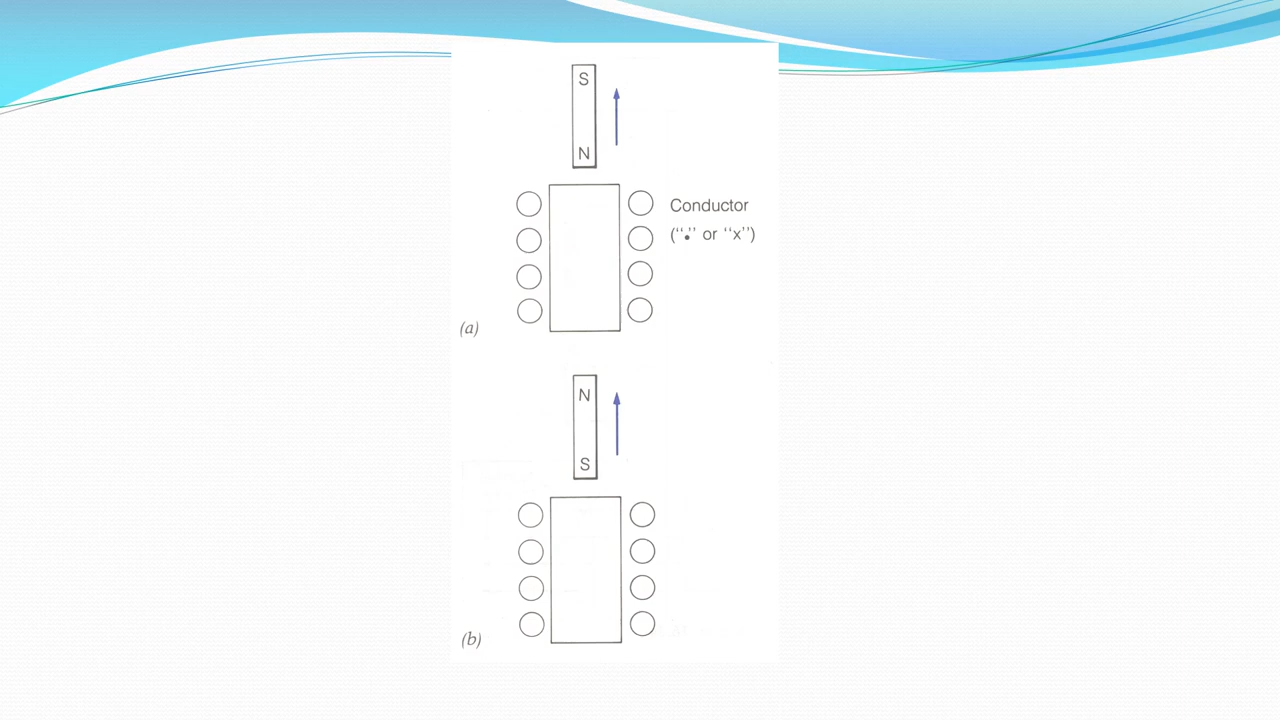 S
N
Conductor
(“•” or “x”)
(a)
N
S
(b)